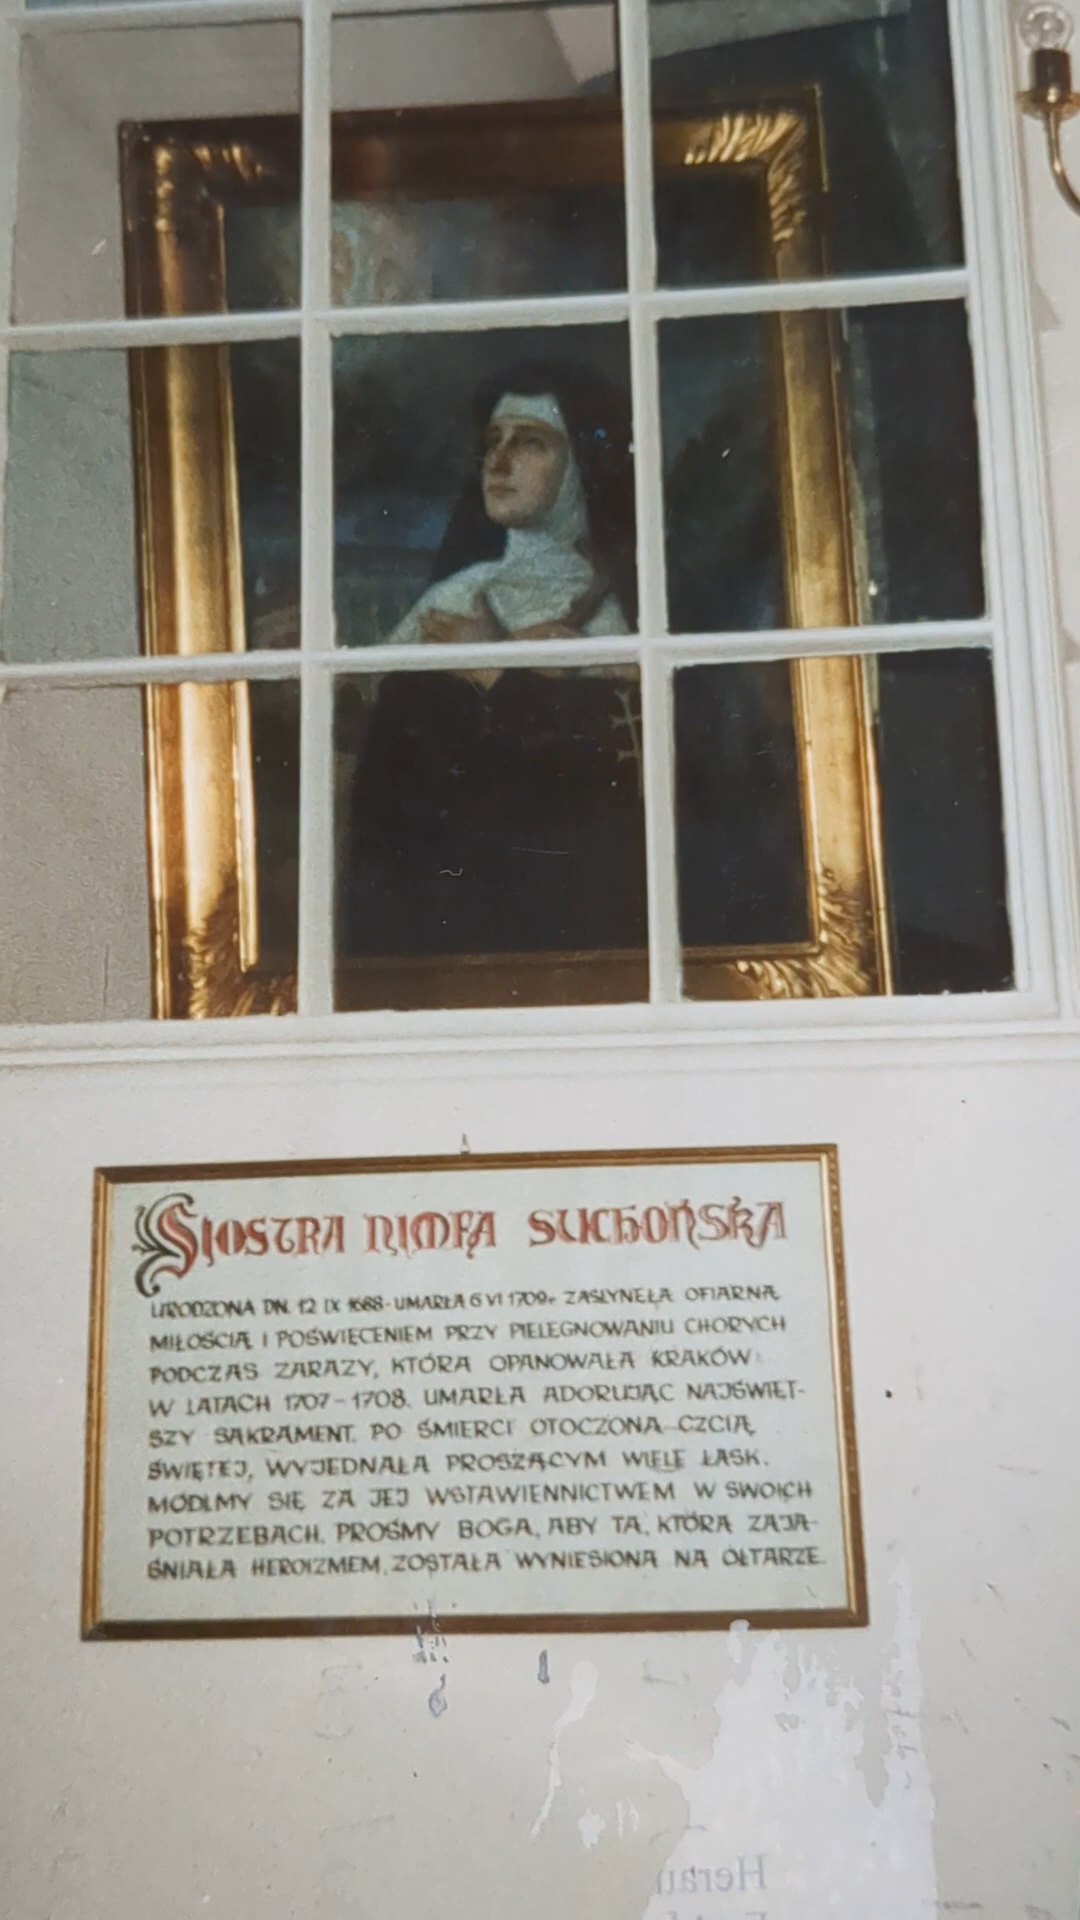 SIOSTRA NIMFA SUCHOŃSKA
URODZONA DN. 12 IX 1688 - UMARŁA 6 VI 1709. ZASŁYNĘŁA OFIARNĄ
MIŁOŚCIĄ I POŚWIĘCENIEM PRZY PIELĘGNOWANIU CHORYCH
PODCZAS ZARAZY, KTÓRA OPANOWAŁA KRAKÓW
W LATACH 1707 - 1708. UMARŁA ADORUJĄC NAJŚWIĘT-
SZY SAKRAMENT. PO ŚMIERCI OTOCZONA CZCIĄ
ŚWIĘTEJ, WYJEDNAŁA PROSZĄCYM WIELE ŁASK.
MÓDLMY SIĘ ZA JEJ WSTAWIENNICTWEM W SWOICH
POTRZEBACH. PROŚMY BOGA, ABY TA, KTÓRA ZAJA-
ŚNIAŁA HEROIZMEM, ZOSTAŁA WYNIESIONA NA OŁTARZE.
Herau